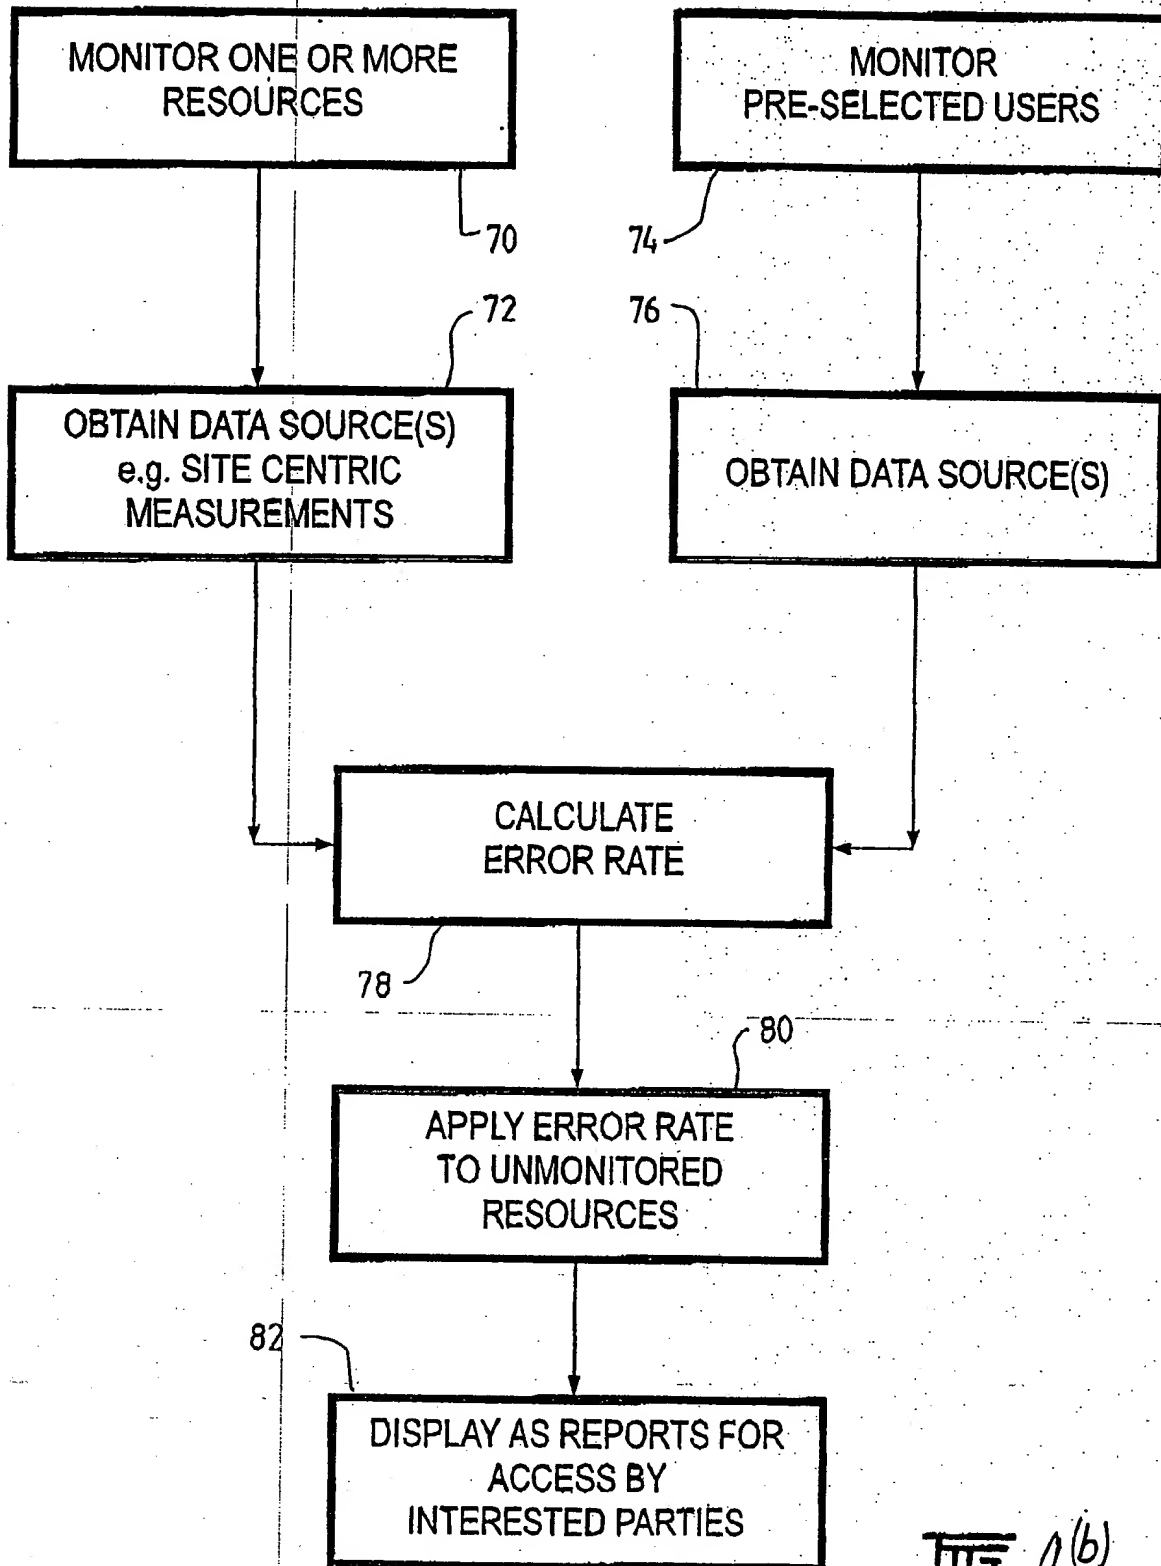 MONITOR ONE OR MORE
RESOURCES
MONITOR
PRE-SELECTED USERS
70
74
72
76
OBTAIN DATA SOURCE(S)
e.g. SITE CENTRIC
MEASUREMENTS
OBTAIN DATA SOURCE(S)
CALCULATE
ERROR RATE
78
80
APPLY ERROR RATE
TO UNMONITORED
RESOURCES
82
DISPLAY AS REPORTS FOR
ACCESS BY
INTERESTED PARTIES
(b)